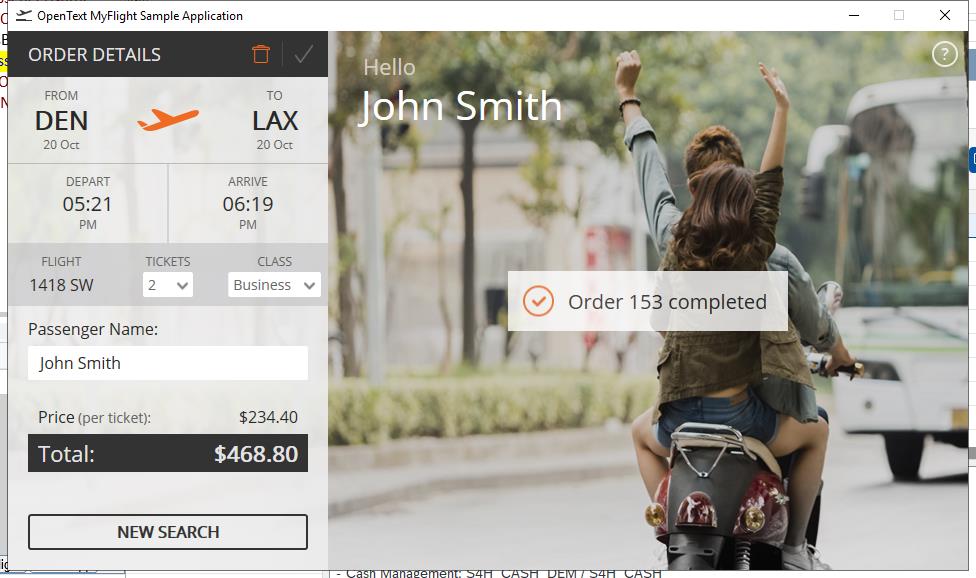 OpenText MyFlight Sample Application
ORDER DETAILS
FROM
DEN
20 Oct
TO
LAX
20 Oct
DEPART
05:21
PM
ARRIVE
06:19
PM
FLIGHT
1418 SW
TICKETS
2
CLASS
Business
Passenger Name:
John Smith
Price (per ticket): $234.40
Total: $468.80
NEW SEARCH
Hello
John Smith
?
Order 153 completed
- Cash Management: S4H_CASH_DEM / S4H_CASH